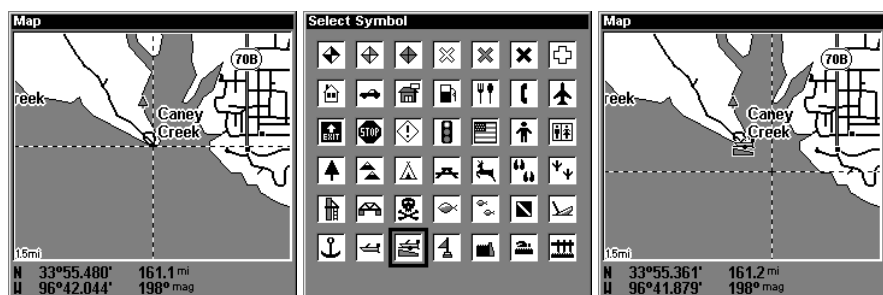 Map
70B
reek
Caney
Creek
1.5mi
N 33°55.480' 161.1 mi
W 96°42.044' 198° mag
Select Symbol
EXIT
STOP
Map
70B
reek
Caney
Creek
1.5mi
N 33°55.361' 161.2 mi
W 96°41.879' 198° mag